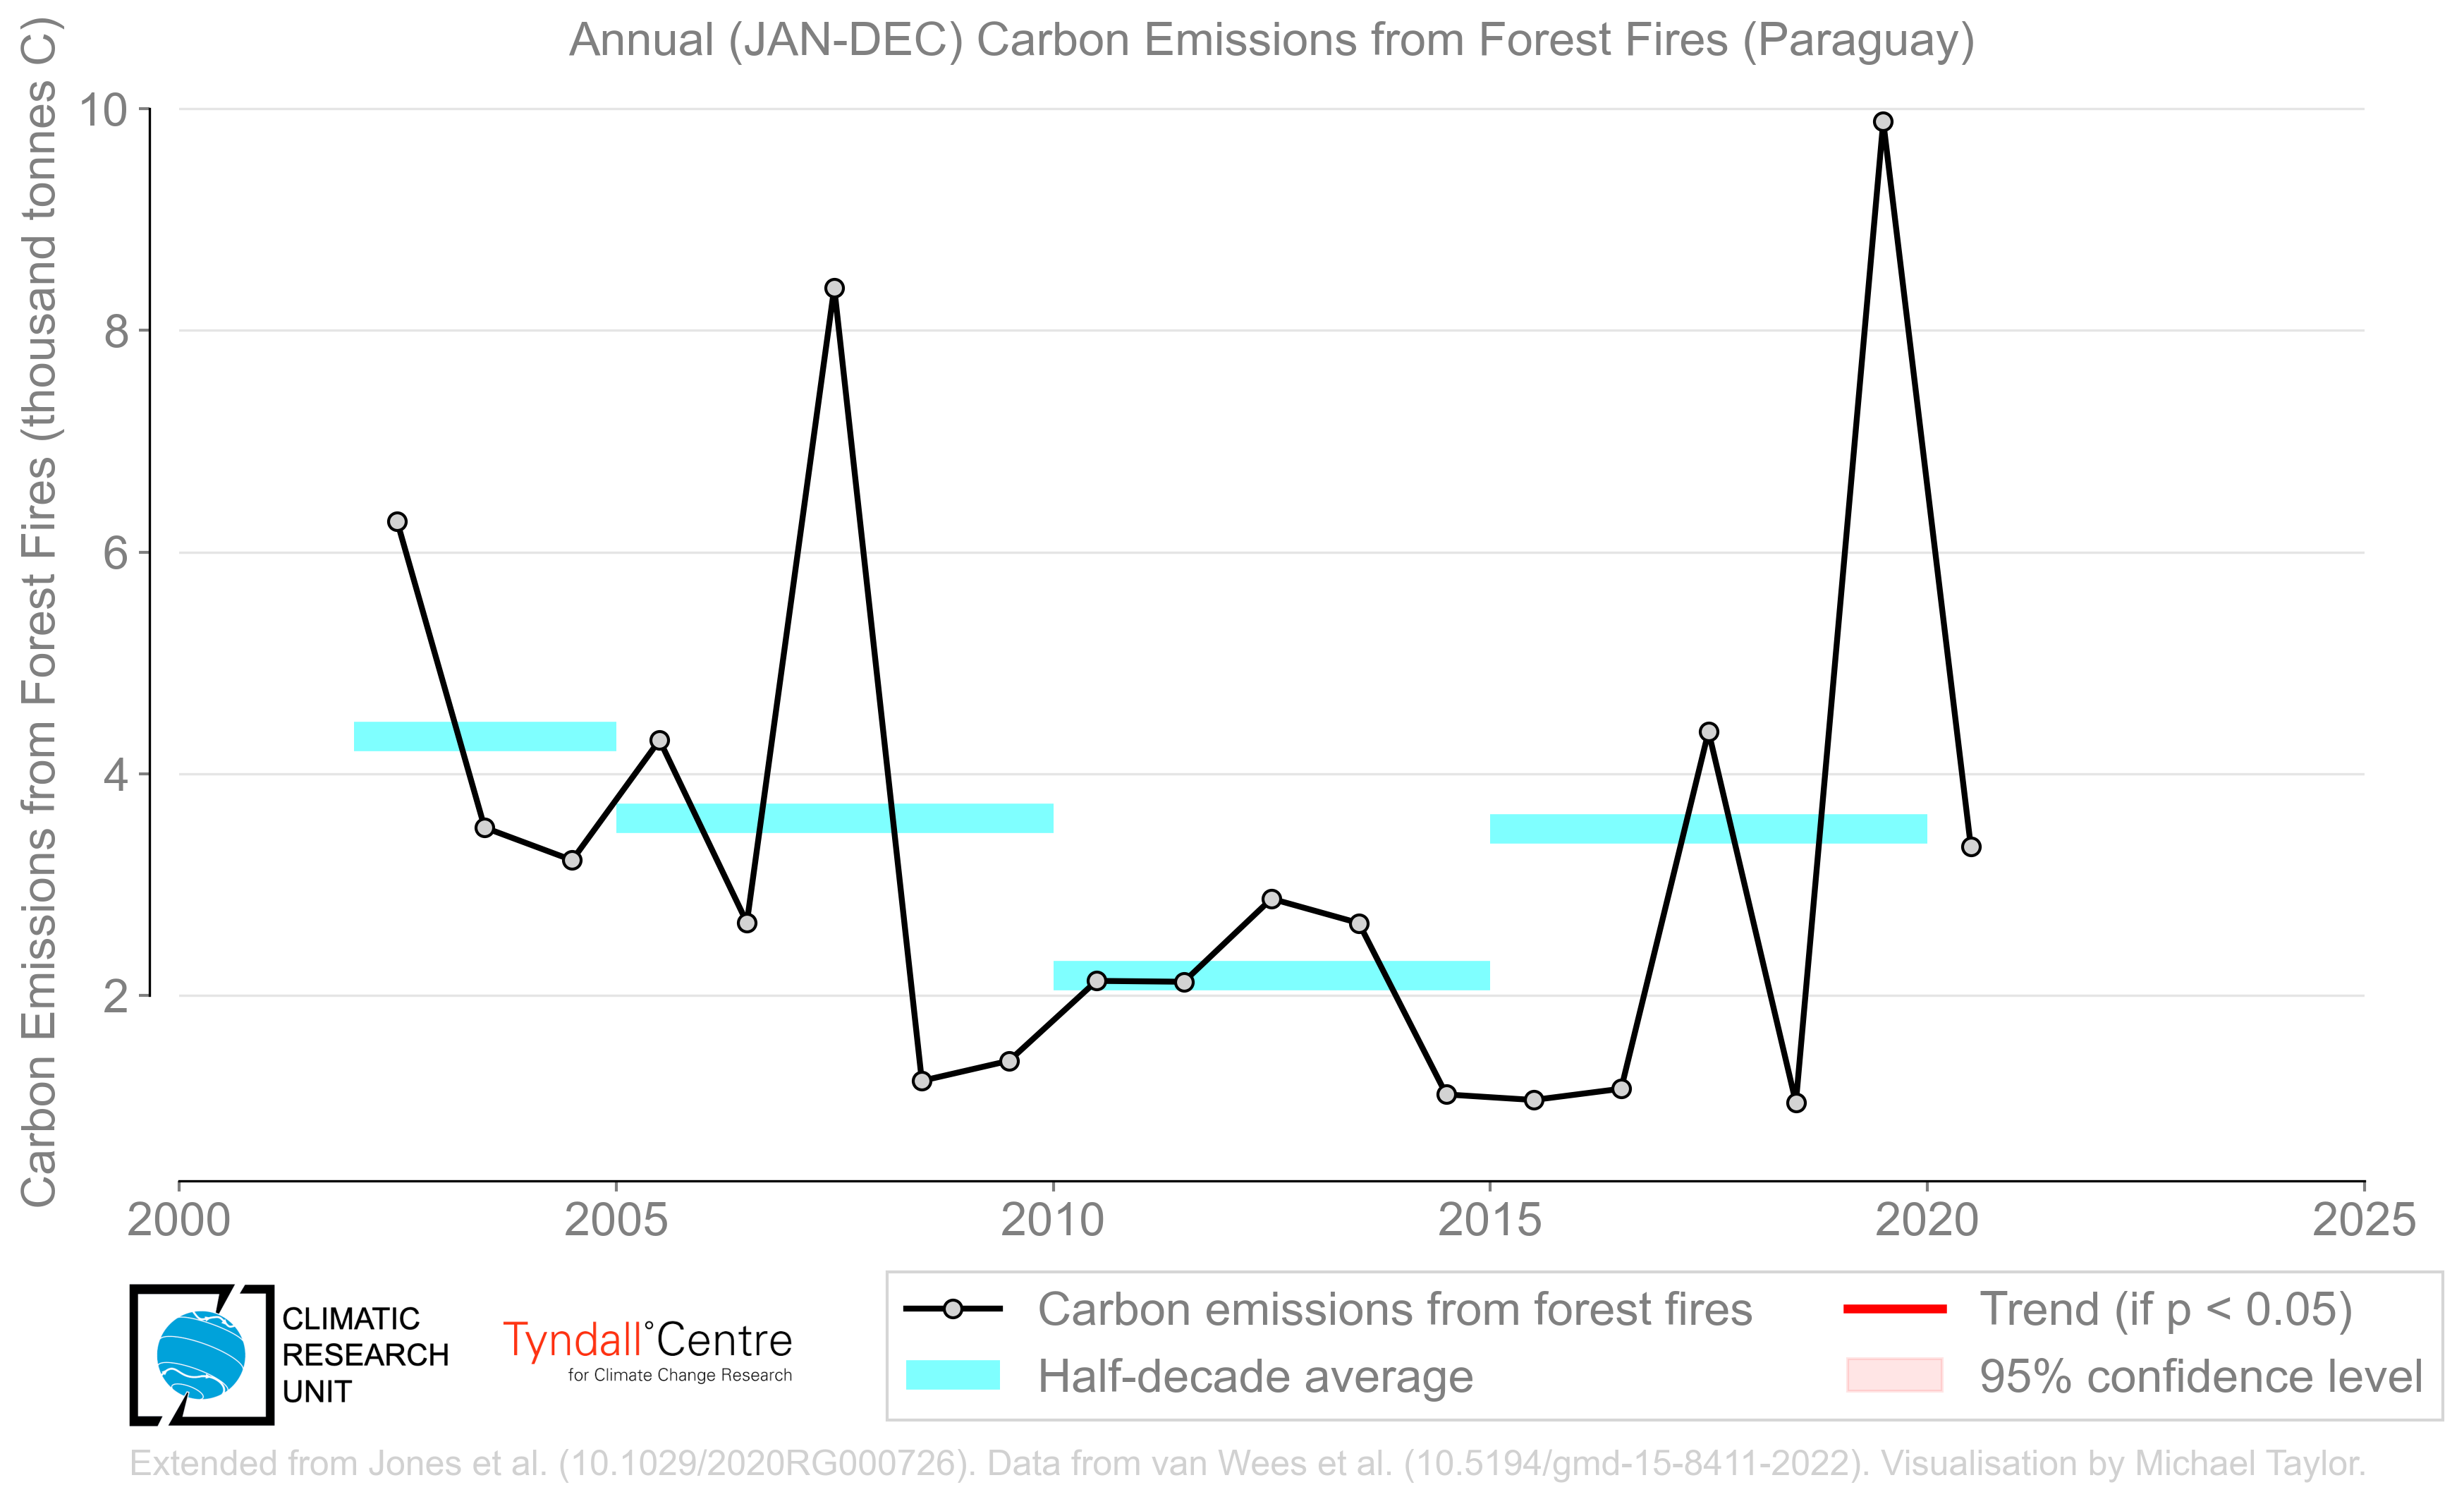 Annual (JAN-DEC) Carbon Emissions from Forest Fires (Paraguay)
Carbon Emissions from Forest Fires (thousand tonnes C)
10
8
6
4
2
2000
2005
2010
2015
2020
2025
CLIMATIC
RESEARCH
UNIT
Tyndall°Centre
for Climate Change Research
Carbon emissions from forest fires
Half-decade average
Trend (if p < 0.05)
95% confidence level
Extended from Jones et al. (10.1029/2020RG000726). Data from van Wees et al. (10.5194/gmd-15-8411-2022). Visualisation by Michael Taylor.